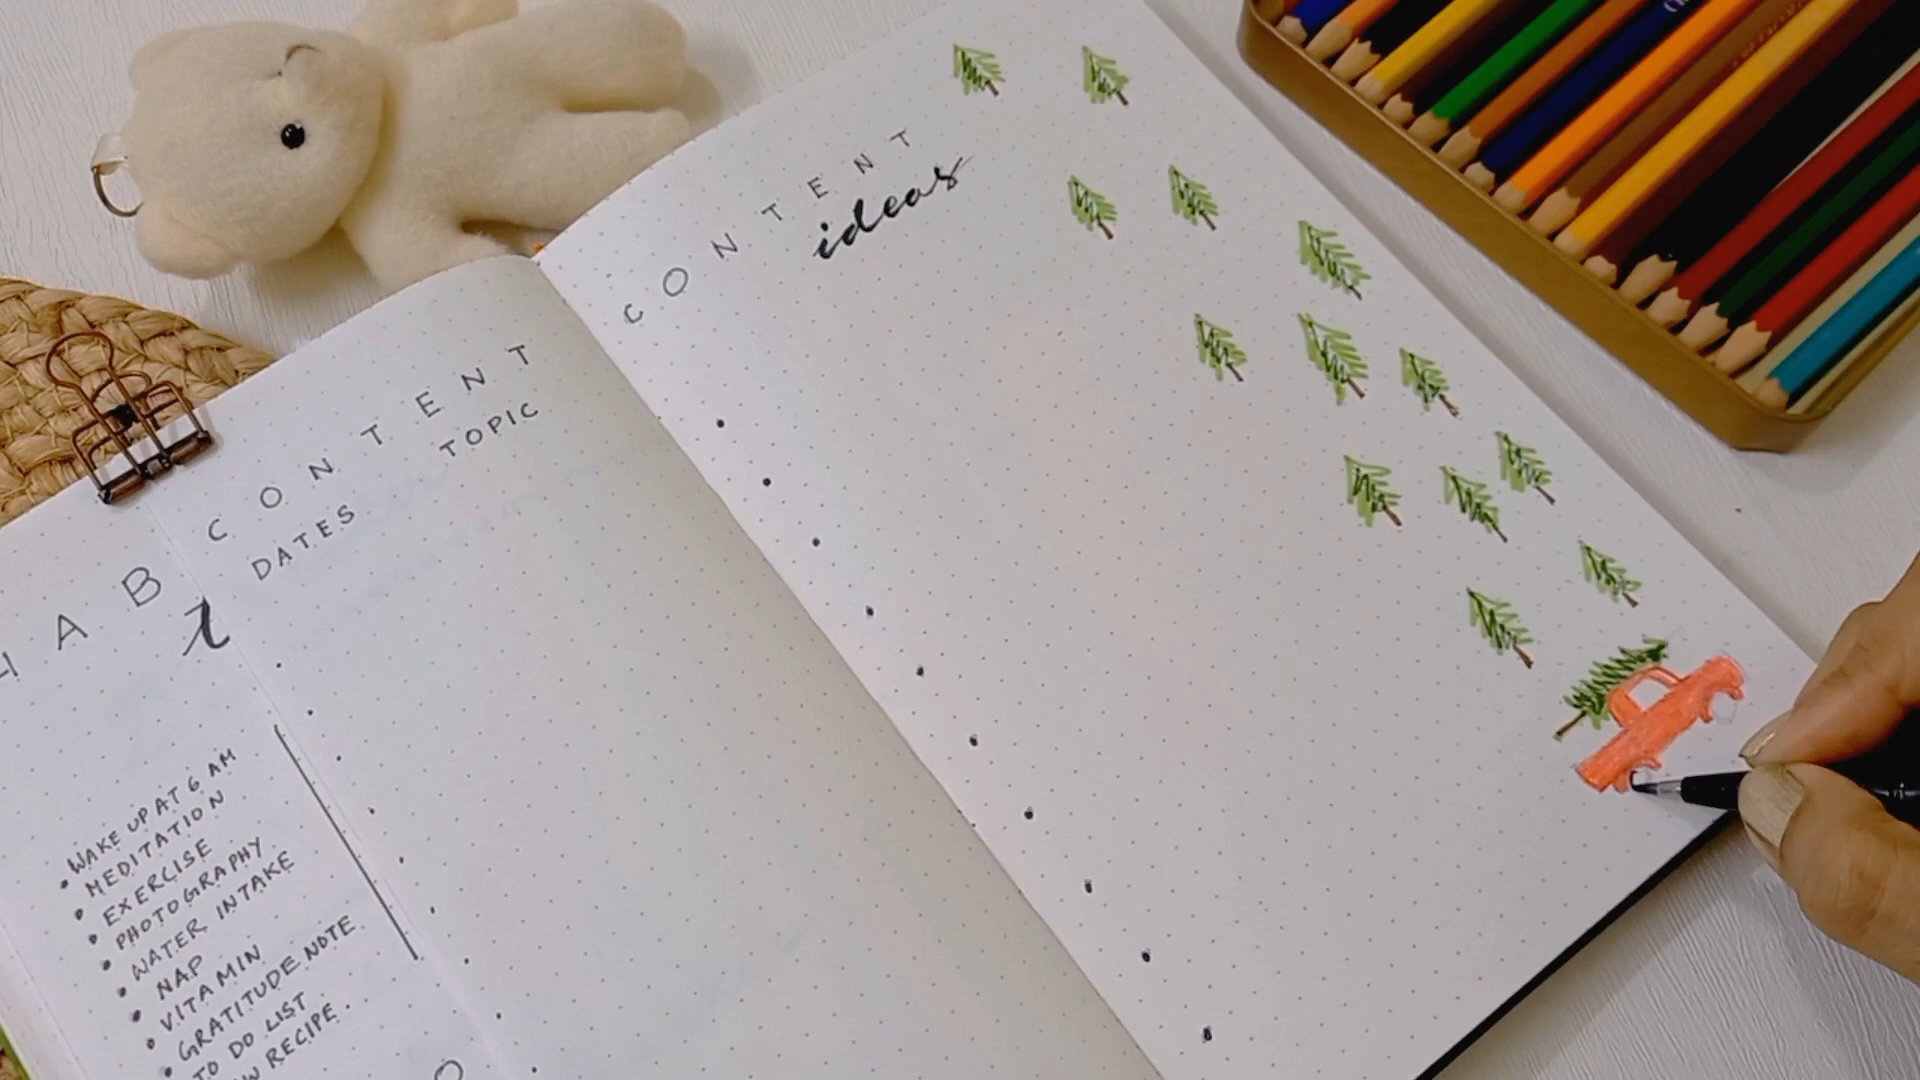 HAB
CONTENT
DATES TOPIC
CONTENT
ideas
• WAKE UP AT 6 AM
• MEDITATION
• EXERCISE
• PHOTOGRAPHY
• WATER INTAKE
• NAP
• VITAMIN
• GRATITUDE NOTE
• TO DO LIST
RECIPE.